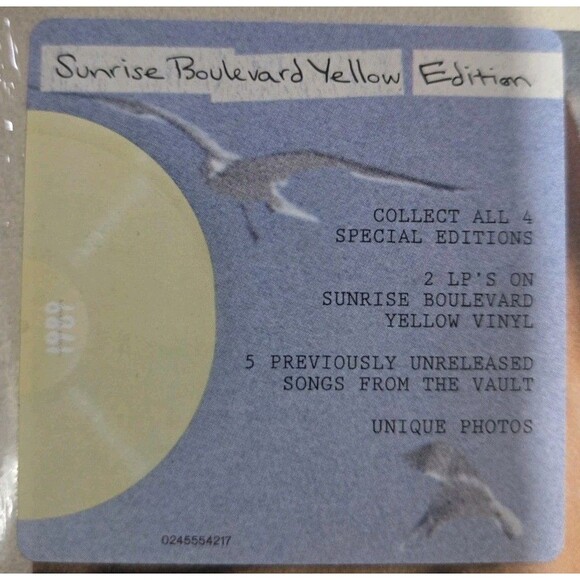 Sunrise Boulevard Yellow Edition
COLLECT ALL 4
SPECIAL EDITIONS
2 LP'S ON
SUNRISE BOULEVARD
YELLOW VINYL
5 PREVIOUSLY UNRELEASED
SONGS FROM THE VAULT
UNIQUE PHOTOS
0245554217